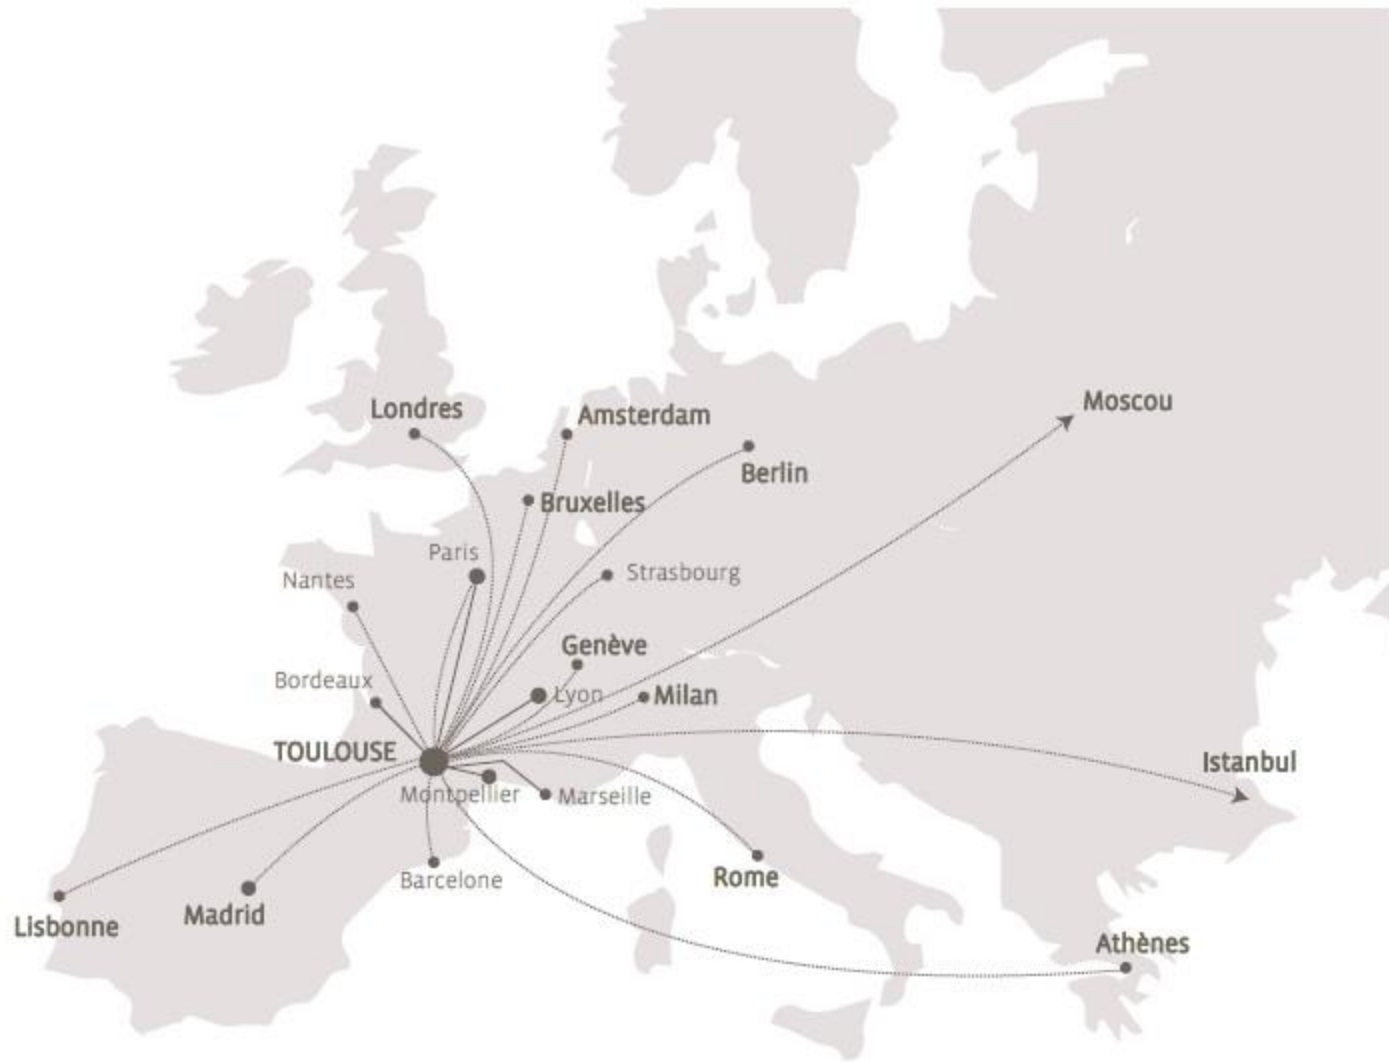 Moscou
Londres
Amsterdam
Berlin
Bruxelles
Paris
Strasbourg
Nantes
Genève
Bordeaux
Lyon
Milan
TOULOUSE
Istanbul
Montpellier
Marseille
Barcelone
Rome
Madrid
Lisbonne
Athènes